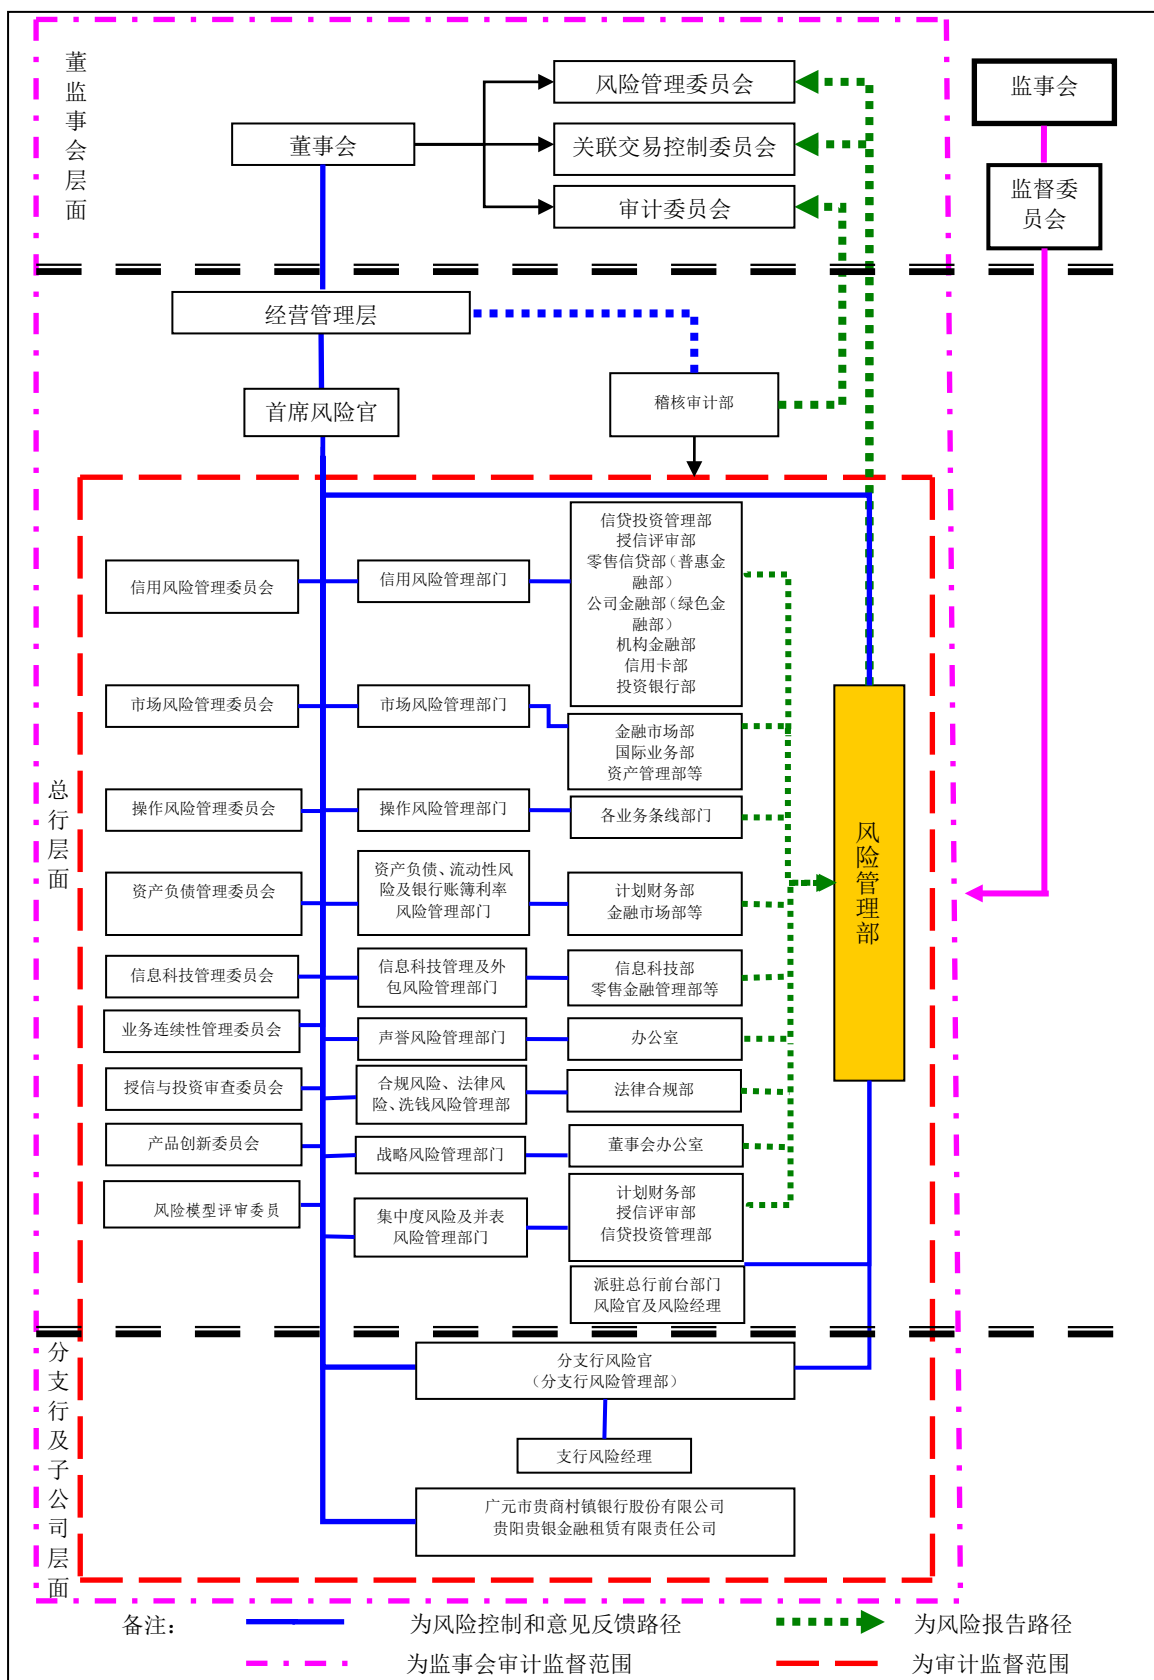 董监事会层面
风险管理委员会
监事会
董事会
关联交易控制委员会
监督委
员会
审计委员会
经营管理层
首席风险官
稽核审计部
总行层面
信用风险管理委员会
信用风险管理部门
信贷投资管理部
授信评审部
零售信贷部（普惠金
融部）
公司金融部（绿色金
融部）
机构金融部
信用卡部
投资银行部
市场风险管理委员会
市场风险管理部门
金融市场部
国际业务部
资产管理部等
操作风险管理委员会
操作风险管理部门
各业务条线部门
风险管理部
资产负债管理委员会
资产负债、流动性风
险及银行账簿利率
风险管理部门
计划财务部
金融市场部等
信息科技管理委员会
信息科技管理及外
包风险管理部门
信息科技部
零售金融管理部等
业务连续性管理委员会
声誉风险管理部门
办公室
授信与投资审查委员会
合规风险、法律风
险、洗钱风险管理部
法律合规部
产品创新委员会
战略风险管理部门
董事会办公室
风险模型评审委员
集中度风险及并表
风险管理部门
计划财务部
授信评审部
信贷投资管理部
派驻总行前台部门
风险官及风险经理
分支行及子公司层面
分支行风险官
（分支行风险管理部）
支行风险经理
广元市贵商村镇银行股份有限公司
贵阳贵银金融租赁有限责任公司
备注：
为风险控制和意见反馈路径
为风险报告路径
为监事会审计监督范围
为审计监督范围